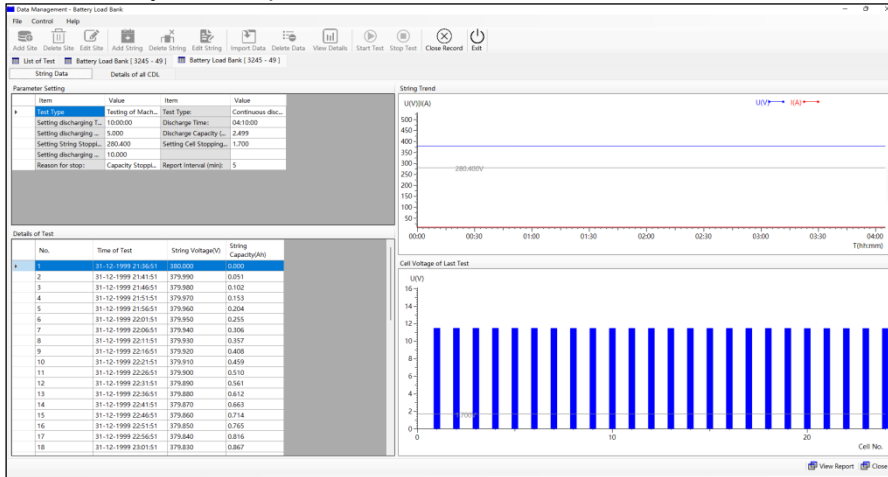 Data Management - Battery Load Bank
File Control Help
Add Site Delete Site Edit Site Add String Delete String Edit String Import Data Delete Data View Details Start Test Stop Test Close Record Exit
List of Test Battery Load Bank [ 3245 - 49 ] Battery Load Bank [ 3245 - 49 ]
String Data Details of all CDL
Parameter Setting
Item Value Item Value
Test Type Testing of Mach... Test Type: Continuous disc...
Setting discharging T... 10:00:00 Discharge Time: 04:10:00
Setting discharging ... 5.000 Discharge Capacity (... 2.499
Setting String Stoppi... 280.400 Setting Cell Stopping... 1.700
Setting discharging ... 10.000
Reason for stop: Capacity Stoppi... Report Interval (min): 5
Details of Test
No. Time of Test String Voltage(V) String Capacity(Ah)
1 31-12-1999 21:36:51 380.000 0.000
2 31-12-1999 21:41:51 379.990 0.051
3 31-12-1999 21:46:51 379.980 0.102
4 31-12-1999 21:51:51 379.970 0.153
5 31-12-1999 21:56:51 379.960 0.204
6 31-12-1999 22:01:51 379.950 0.255
7 31-12-1999 22:06:51 379.940 0.306
8 31-12-1999 22:11:51 379.930 0.357
9 31-12-1999 22:16:51 379.920 0.408
10 31-12-1999 22:21:51 379.910 0.459
11 31-12-1999 22:26:51 379.900 0.510
12 31-12-1999 22:31:51 379.890 0.561
13 31-12-1999 22:36:51 379.880 0.612
14 31-12-1999 22:41:51 379.870 0.663
15 31-12-1999 22:46:51 379.860 0.714
16 31-12-1999 22:51:51 379.850 0.765
17 31-12-1999 22:56:51 379.840 0.816
18 31-12-1999 23:01:51 379.830 0.867
String Trend
U(V)|I(A) U(V) I(A)
500
450
400
350
300
280.400V
250
200
150
100
50
00:00 00:30 01:00 01:30 02:00 02:30 03:00 03:30 04:00
T(hh:mm)
Cell Voltage of Last Test
U(V)
16
14
12
10
8
6
4
2
1.700V
0
0 10 20
Cell No.
View Report Close